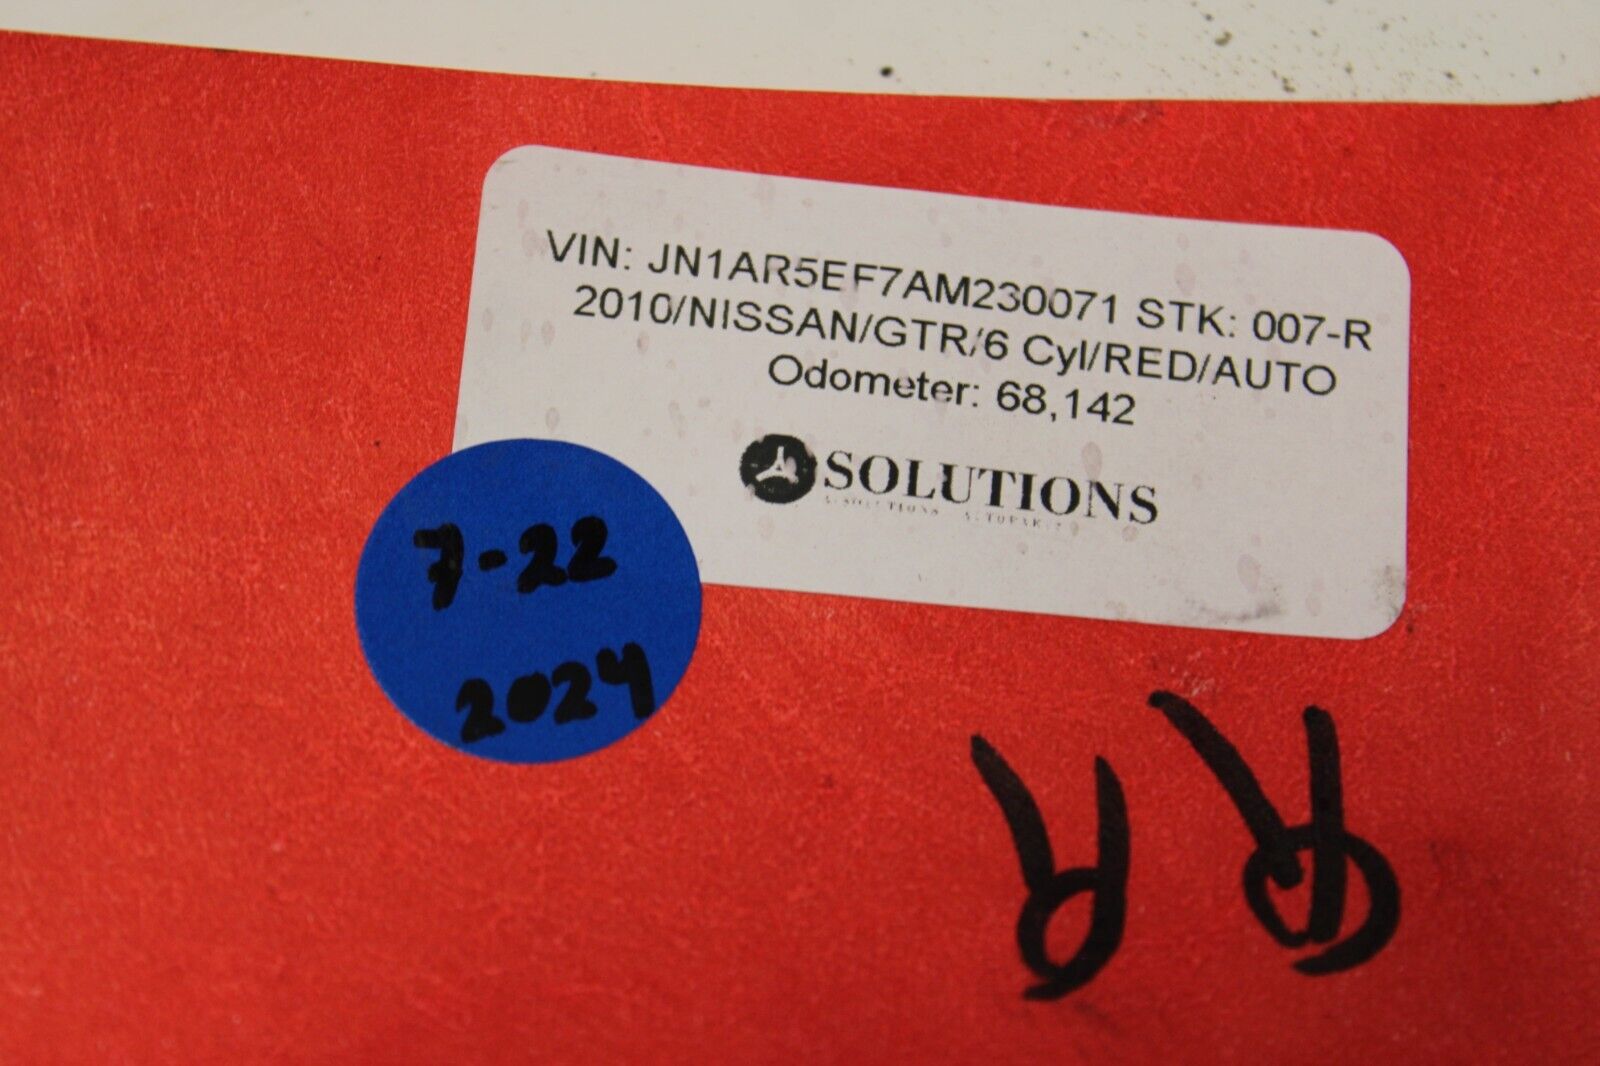 VIN: JN1AR5EF7AM230071 STK: 007-R
2010/NISSAN/GTR/6 Cyl/RED/AUTO
Odometer: 68,142
SOLUTIONS
7-22
2024
RR